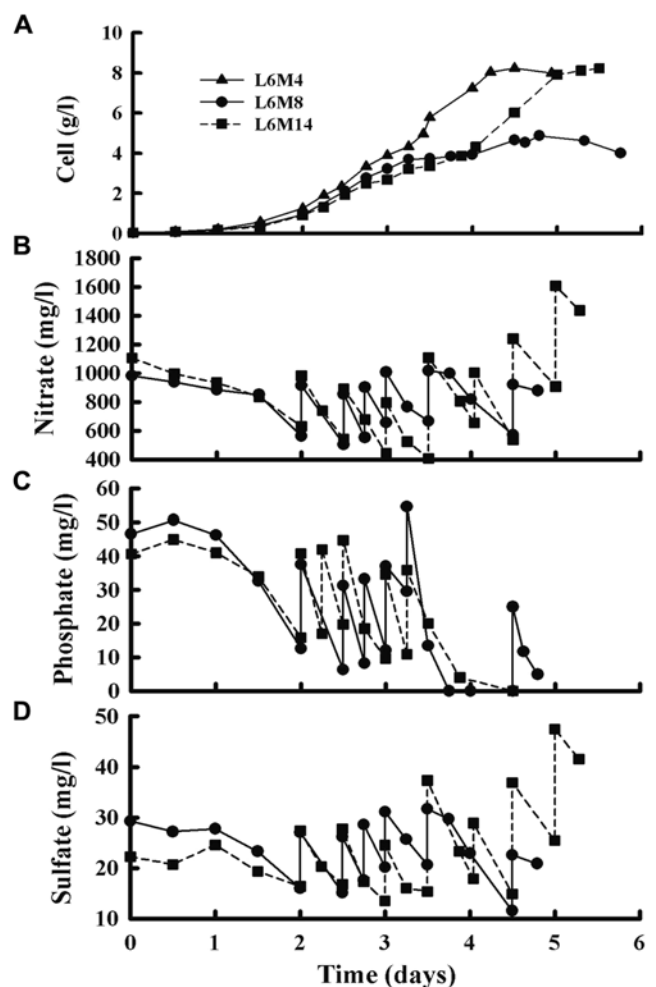 A
10
8
6
4
2
0
Cell (g/l)
L6M4
L6M8
L6M14
B
1800
1600
1400
1200
1000
800
600
400
Nitrate (mg/l)
C
60
50
40
30
20
10
0
Phosphate (mg/l)
D
50
40
30
20
10
Sulfate (mg/l)
0 1 2 3 4 5 6
Time (days)